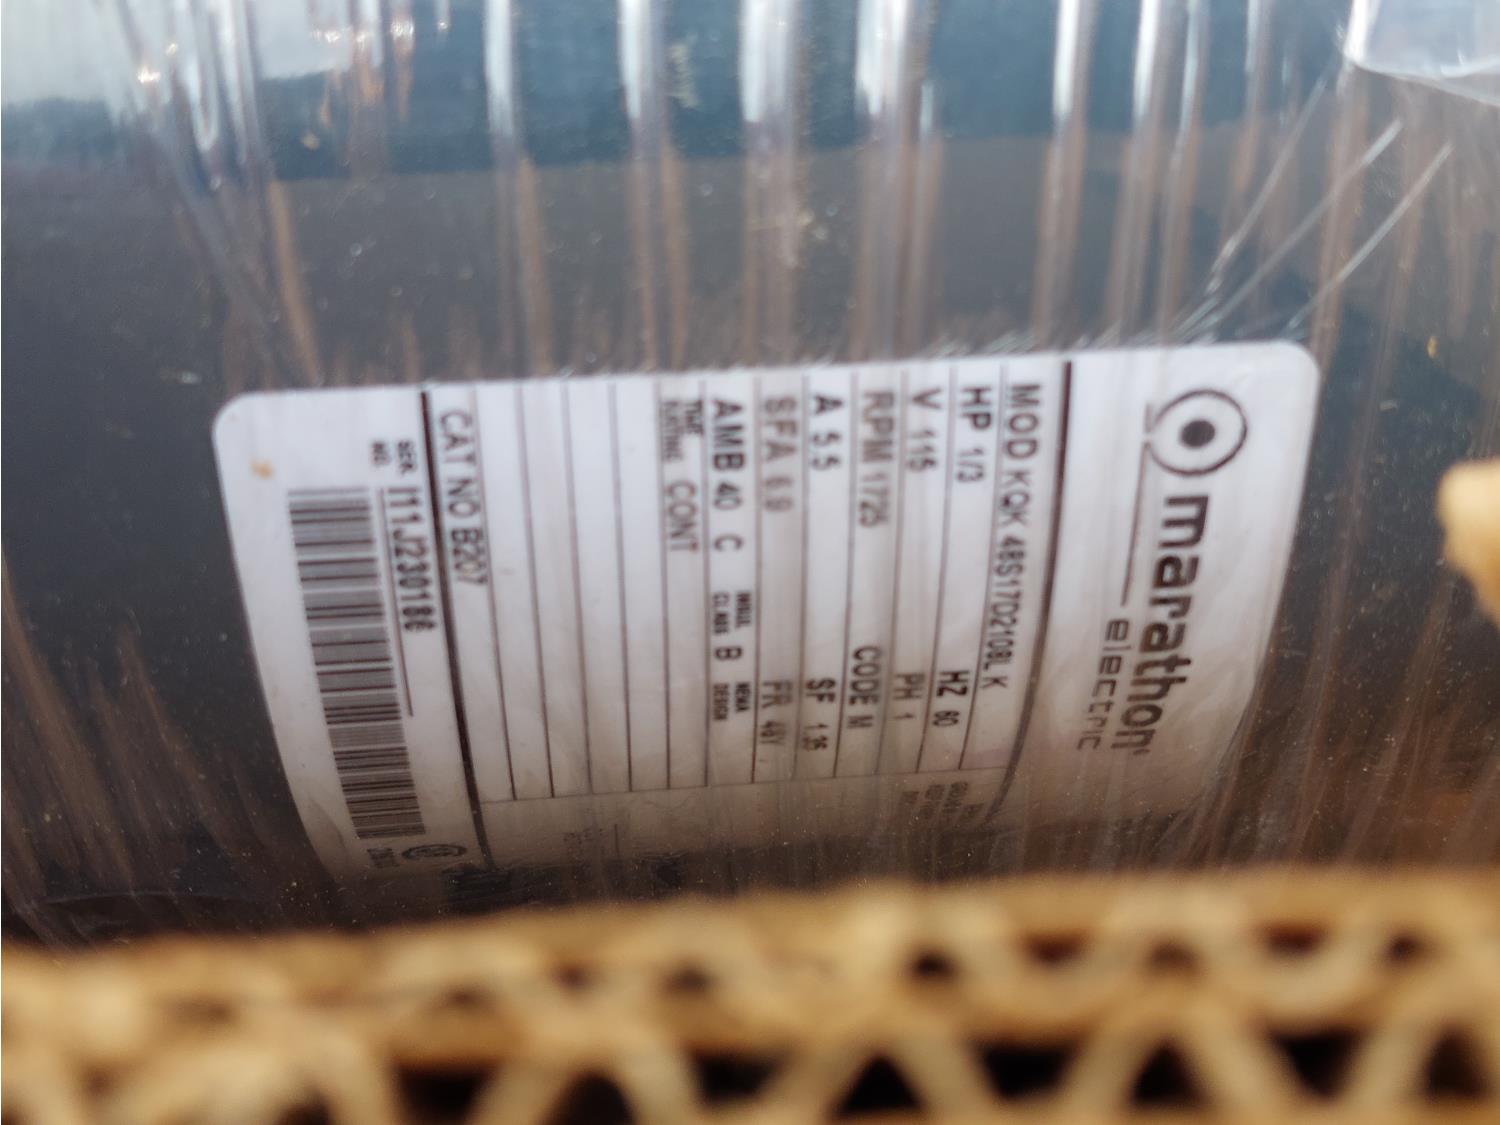 marathon
electric
MOD KQK 48S17D2108L K
HP 1/3 HZ 60
V 115 PH 1
RPM 1725 CODE M
A 5.5 SF 1.35
SFA 6.9 FR 48Y
AMB 40 C INSUL CLASS B NEMA DESIGN
TIME RATING CONT
CAT NO B207
SER. NO.